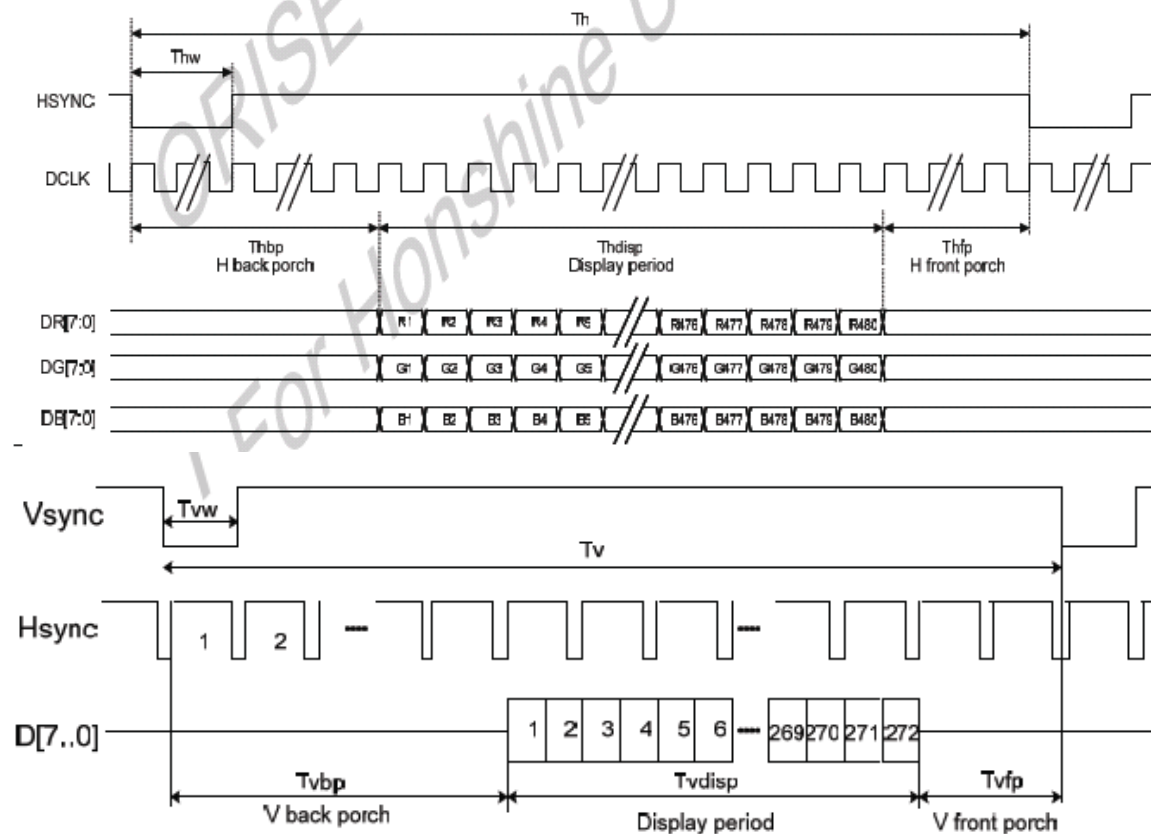 Th
Thw
HSYNC
DCLK
Thbp
H back porch
Thdisp
Display period
Thfp
H front porch
DR[7:0] R1 R2 R3 R4 R5 R476 R477 R478 R479 R480
DG[7:0] G1 G2 G3 G4 G5 G476 G477 G478 G479 G480
DB[7:0] B1 B2 B3 B4 B5 B476 B477 B478 B479 B480
ORISE
For Honshine
Vsync
Tvw
Tv
Hsync 1 2
D[7..0] 1 2 3 4 5 6 269 270 271 272
Tvbp
V back porch
Tvdisp
Display period
Tvfp
V front porch